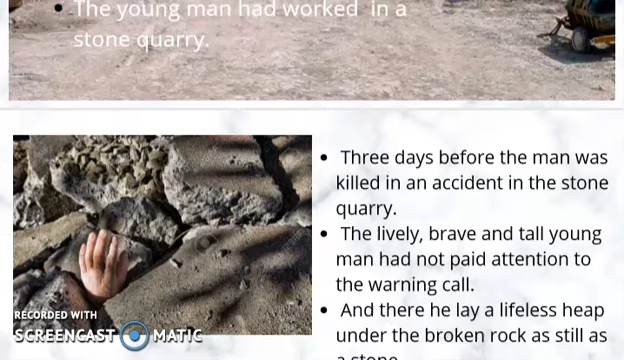 • The young man had worked in a
stone quarry.
• Three days before the man was
killed in an accident in the stone
quarry.
• The lively, brave and tall young
man had not paid attention to
the warning call.
• And there he lay a lifeless heap
under the broken rock as still as
a stone
RECORDED WITH
SCREENCAST MATIC